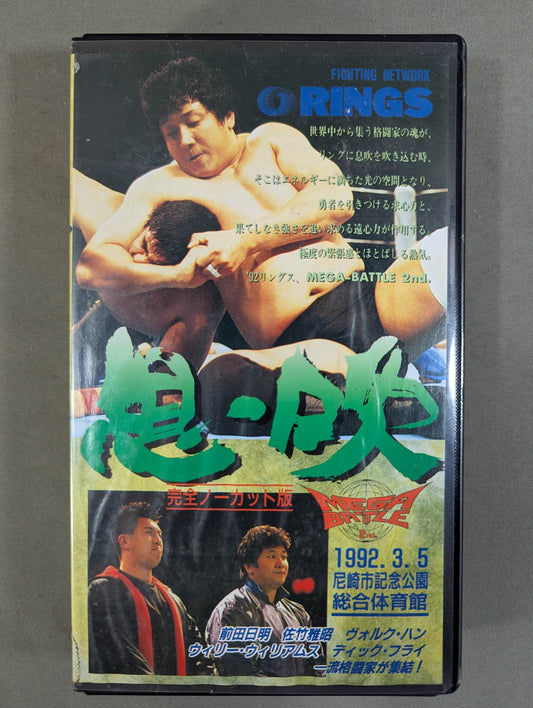 FIGHTING NETWORK
RINGS
世界中から集う格闘家の魂が、
リングに息吹を吹き込む時、
そこはエネルギーに満ちた光の空間となり、
勇者を引きつける求心力と、
果てしなき強さを追い求める遠心力が作用する。
極度の緊張感とほとばしる熱気。
'92リングス、MEGA-BATTLE 2nd.
息・吹
完全ノーカット版
MEGA
BATTLE
2nd.
1992.3.5
尼崎市記念公園
総合体育館
前田日明 佐竹雅昭 ヴォルク・ハン
ウィリー・ウィリアムス ディック・フライ
一流格闘家が集結!